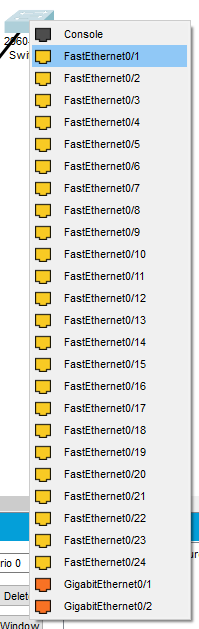 Console
FastEthernet0/1
FastEthernet0/2
FastEthernet0/3
FastEthernet0/4
FastEthernet0/5
FastEthernet0/6
FastEthernet0/7
FastEthernet0/8
FastEthernet0/9
FastEthernet0/10
FastEthernet0/11
FastEthernet0/12
FastEthernet0/13
FastEthernet0/14
FastEthernet0/15
FastEthernet0/16
FastEthernet0/17
FastEthernet0/18
FastEthernet0/19
FastEthernet0/20
FastEthernet0/21
FastEthernet0/22
FastEthernet0/23
FastEthernet0/24
GigabitEthernet0/1
GigabitEthernet0/2
2960
Swi
rio 0
Delet
Window